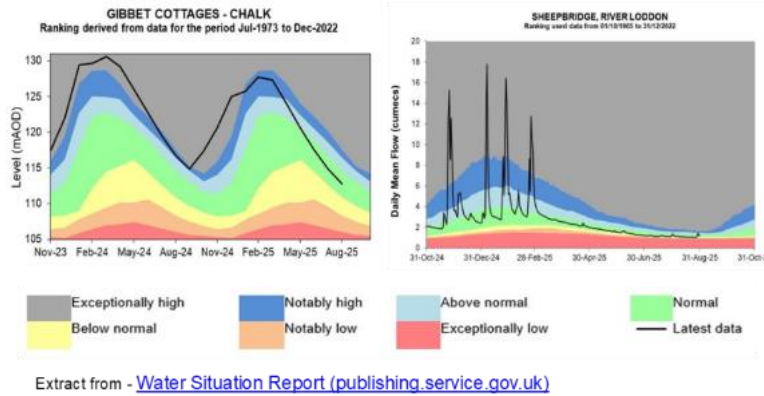 GIBBET COTTAGES - CHALK
Ranking derived from data for the period Jul-1973 to Dec-2022
Level (mAOD)
130
125
120
115
110
105
Nov-23 Feb-24 May-24 Aug-24 Nov-24 Feb-25 May-25 Aug-25
SHEEPBRIDGE, RIVER LODDON
Ranking used data from 01/10/1965 to 31/12/2022
Daily Mean Flow (cumecs)
20
18
16
14
12
10
8
6
4
2
0
31-Oct-24 31-Dec-24 28-Feb-25 30-Apr-25 30-Jun-25 31-Aug-25 31-Oct
Exceptionally high Notably high Above normal Normal
Below normal Notably low Exceptionally low Latest data
Extract from - Water Situation Report (publishing.service.gov.uk)